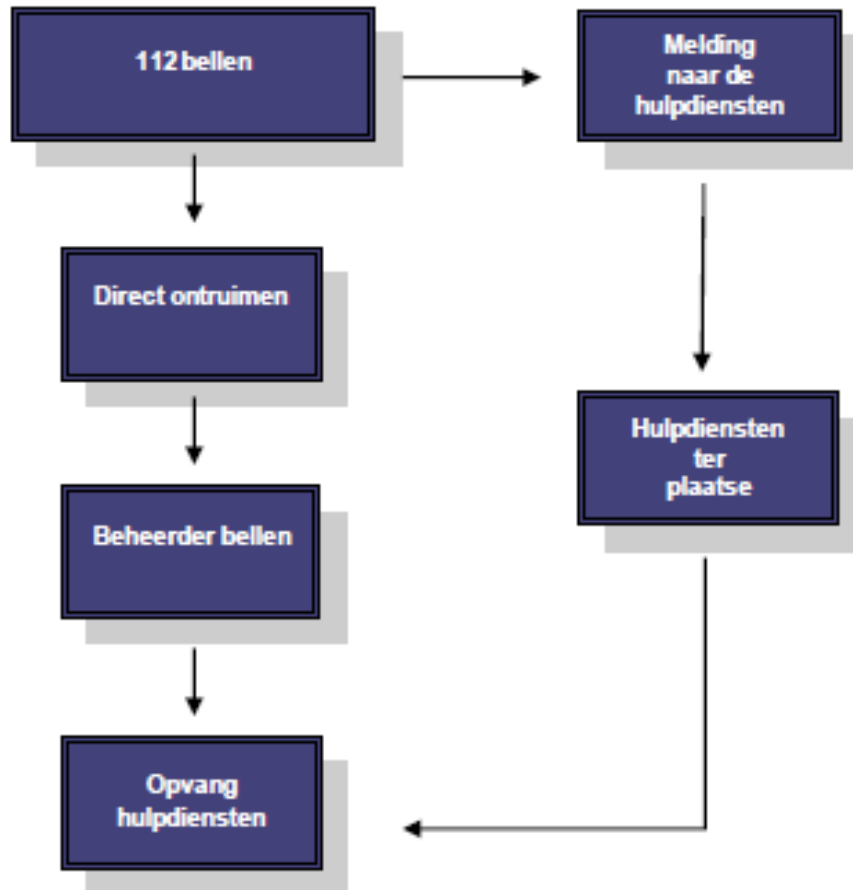 112 bellen
Melding
naar de
hulpdiensten
Direct ontruimen
Hulpdiensten
ter
plaatse
Beheerder bellen
Opvang
hulpdiensten